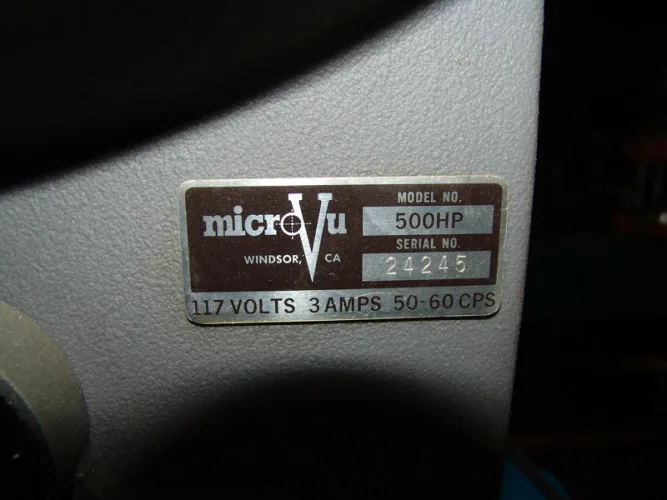 microVu
WINDSOR, CA
MODEL NO.
500HP
SERIAL NO.
24245
117 VOLTS 3 AMPS 50-60 CPS